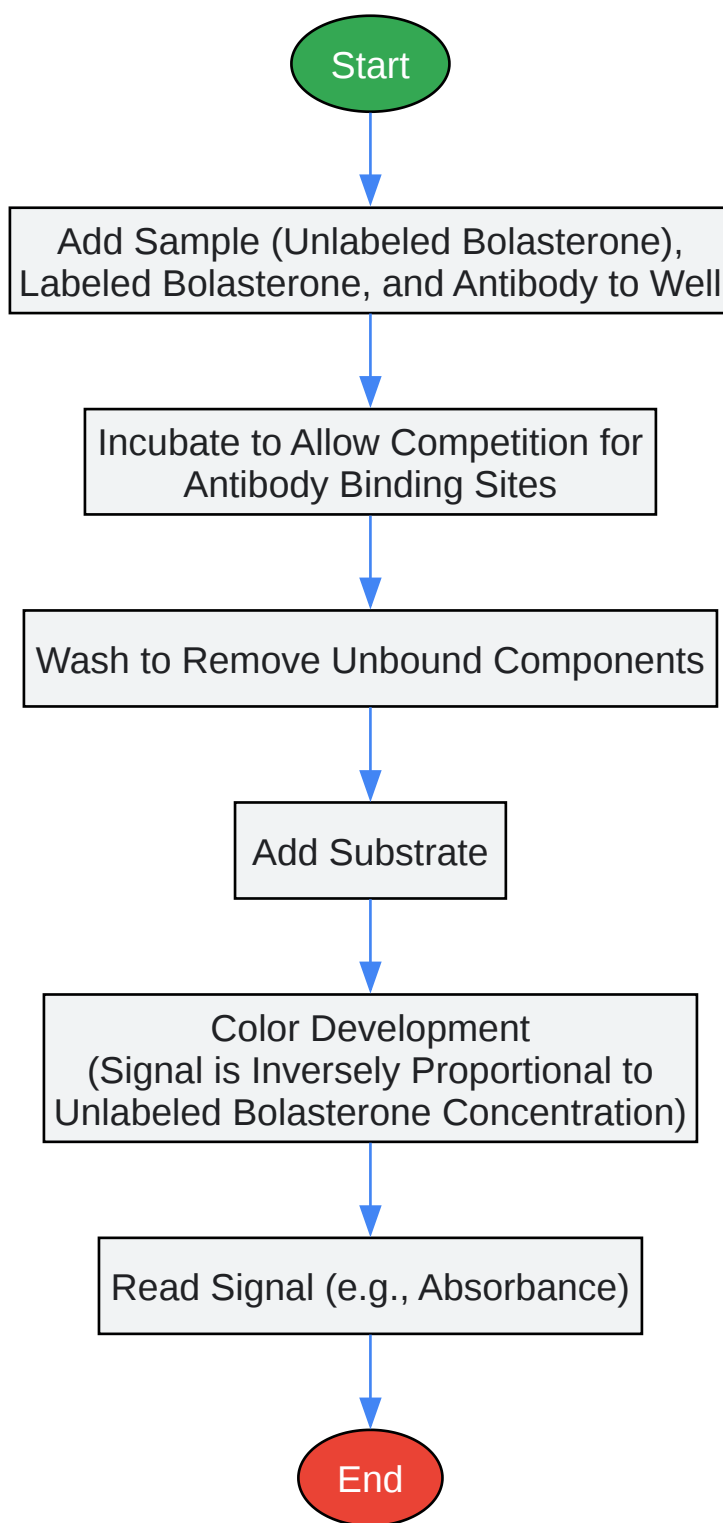 Start
Add Sample (Unlabeled Bolasterone),
Labeled Bolasterone, and Antibody to Well
Incubate to Allow Competition for
Antibody Binding Sites
Wash to Remove Unbound Components
Add Substrate
Color Development
(Signal is Inversely Proportional to
Unlabeled Bolasterone Concentration)
Read Signal (e.g., Absorbance)
End